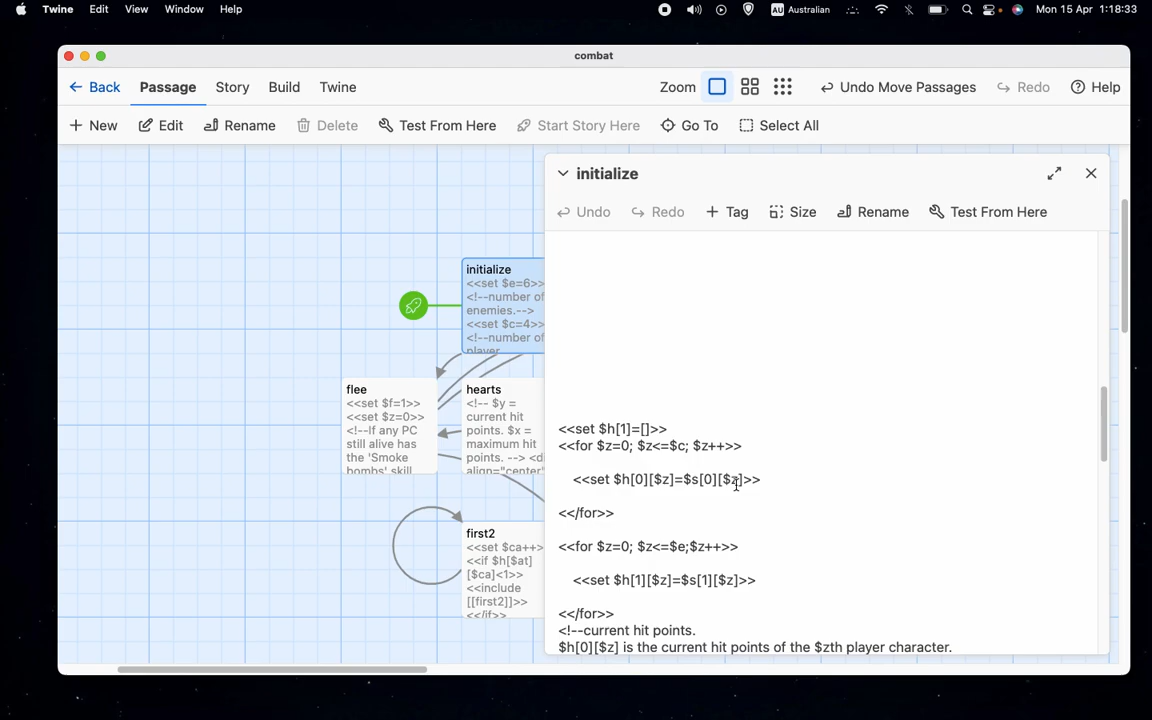 Twine Edit View Window Help AU Australian Mon 15 Apr 1:18:33
combat
Back Passage Story Build Twine Zoom Undo Move Passages Redo Help
New Edit Rename Delete Test From Here Start Story Here Go To Select All
initialize
<<set $e=6>>
<!--number of
enemies.-->
<<set $c=4>>
<!--number of
player
flee
<<set $f=1>>
<<set $z=0>>
<!--If any PC
still alive has
the 'Smoke
bombs' skill
hearts
<!-- $y =
current hit
points. $x =
maximum hit
points. --> <d
align="center"
first2
<<set $ca++>
<<if $h[$at]
[$ca]<1>>
<<include
[[first2]]>>
<</if>>
initialize
Undo Redo Tag Size Rename Test From Here
<<set $h[1]=[]>>
<<for $z=0; $z<=$c; $z++>>
<<set $h[0][$z]=$s[0][$z]>>
<</for>>
<<for $z=0; $z<=$e;$z++>>
<<set $h[1][$z]=$s[1][$z]>>
<</for>>
<!--current hit points.
$h[0][$z] is the current hit points of the $zth player character.